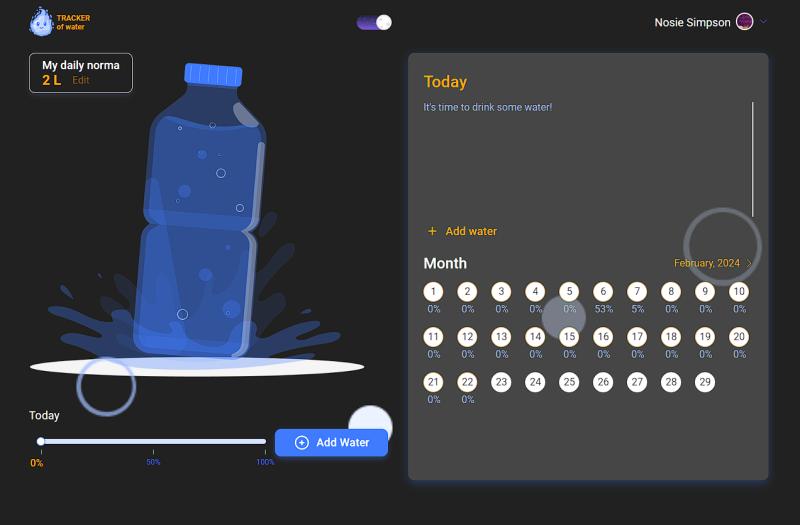 TRACKER
of water
Nosie Simpson
My daily norma
2 L Edit
Today
0%
50%
100%
Add Water
Today
It's time to drink some water!
+ Add water
Month
February, 2024
1 2 3 4 5 6 7 8 9 10
0% 0% 0% 0% 0% 53% 5% 0% 0% 0%
11 12 13 14 15 16 17 18 19 20
0% 0% 0% 0% 0% 0% 0% 0% 0% 0%
21 22 23 24 25 26 27 28 29
0% 0%